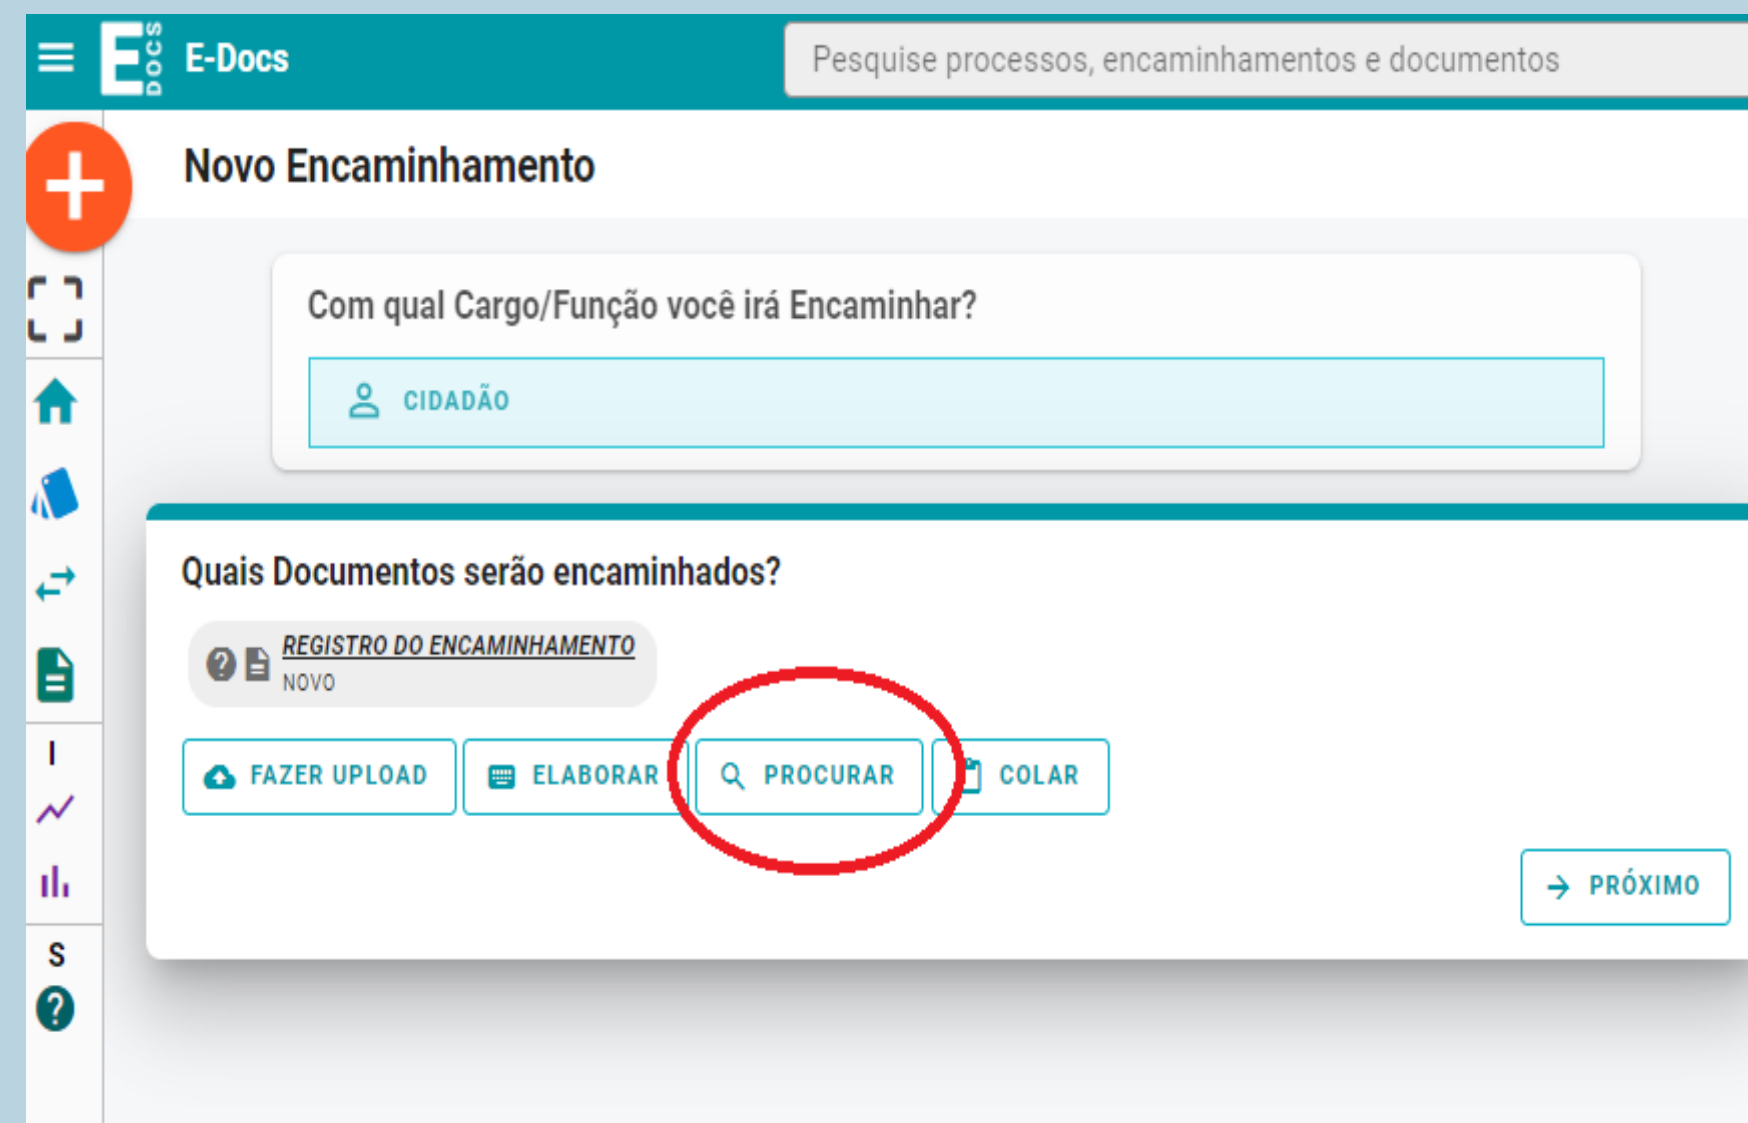 E DOCS
E-Docs
Pesquise processos, encaminhamentos e documentos
Novo Encaminhamento
Com qual Cargo/Função você irá Encaminhar?
CIDADÃO
Quais Documentos serão encaminhados?
REGISTRO DO ENCAMINHAMENTO
NOVO
FAZER UPLOAD
ELABORAR
PROCURAR
COLAR
PRÓXIMO
I
S